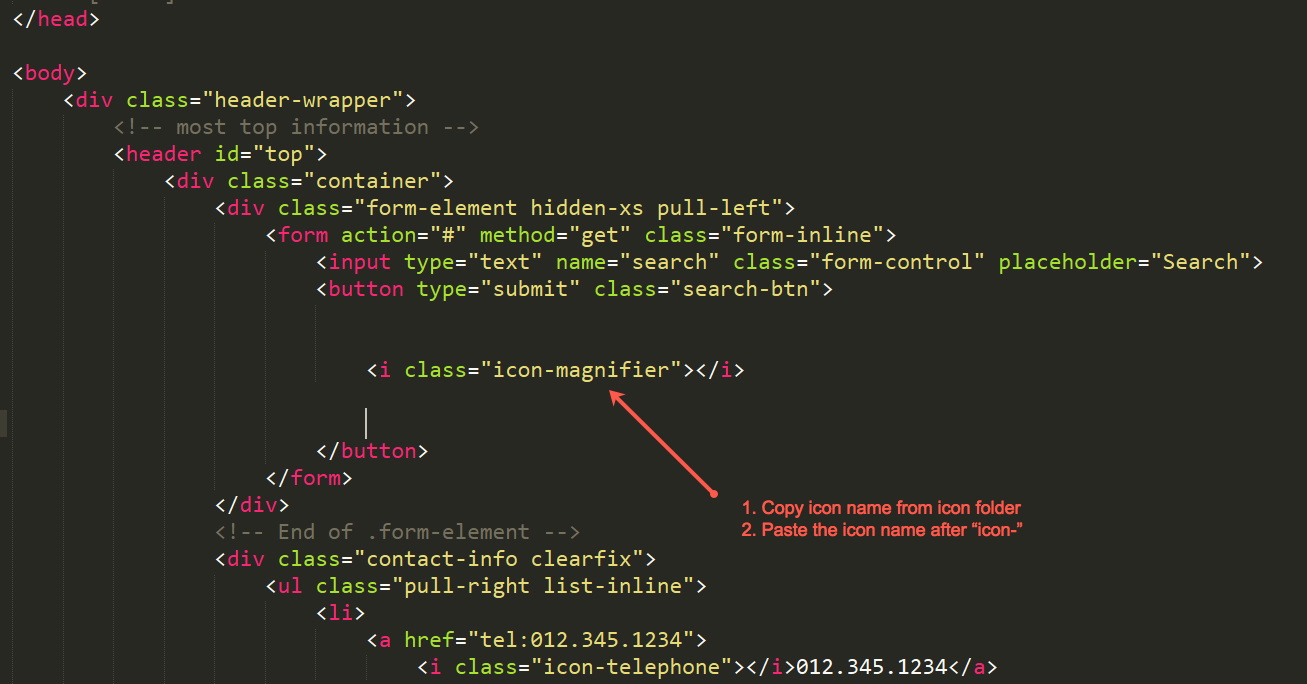 </head>
<body>
<div class="header-wrapper">
<!-- most top information -->
<header id="top">
<div class="container">
<div class="form-element hidden-xs pull-left">
<form action="#" method="get" class="form-inline">
<input type="text" name="search" class="form-control" placeholder="Search">
<button type="submit" class="search-btn">
<i class="icon-magnifier"></i>
</button>
</form>
</div>
1. Copy icon name from icon folder
2. Paste the icon name after “icon-”
<!-- End of .form-element -->
<div class="contact-info clearfix">
<ul class="pull-right list-inline">
<li>
<a href="tel:012.345.1234">
<i class="icon-telephone"></i>012.345.1234</a>